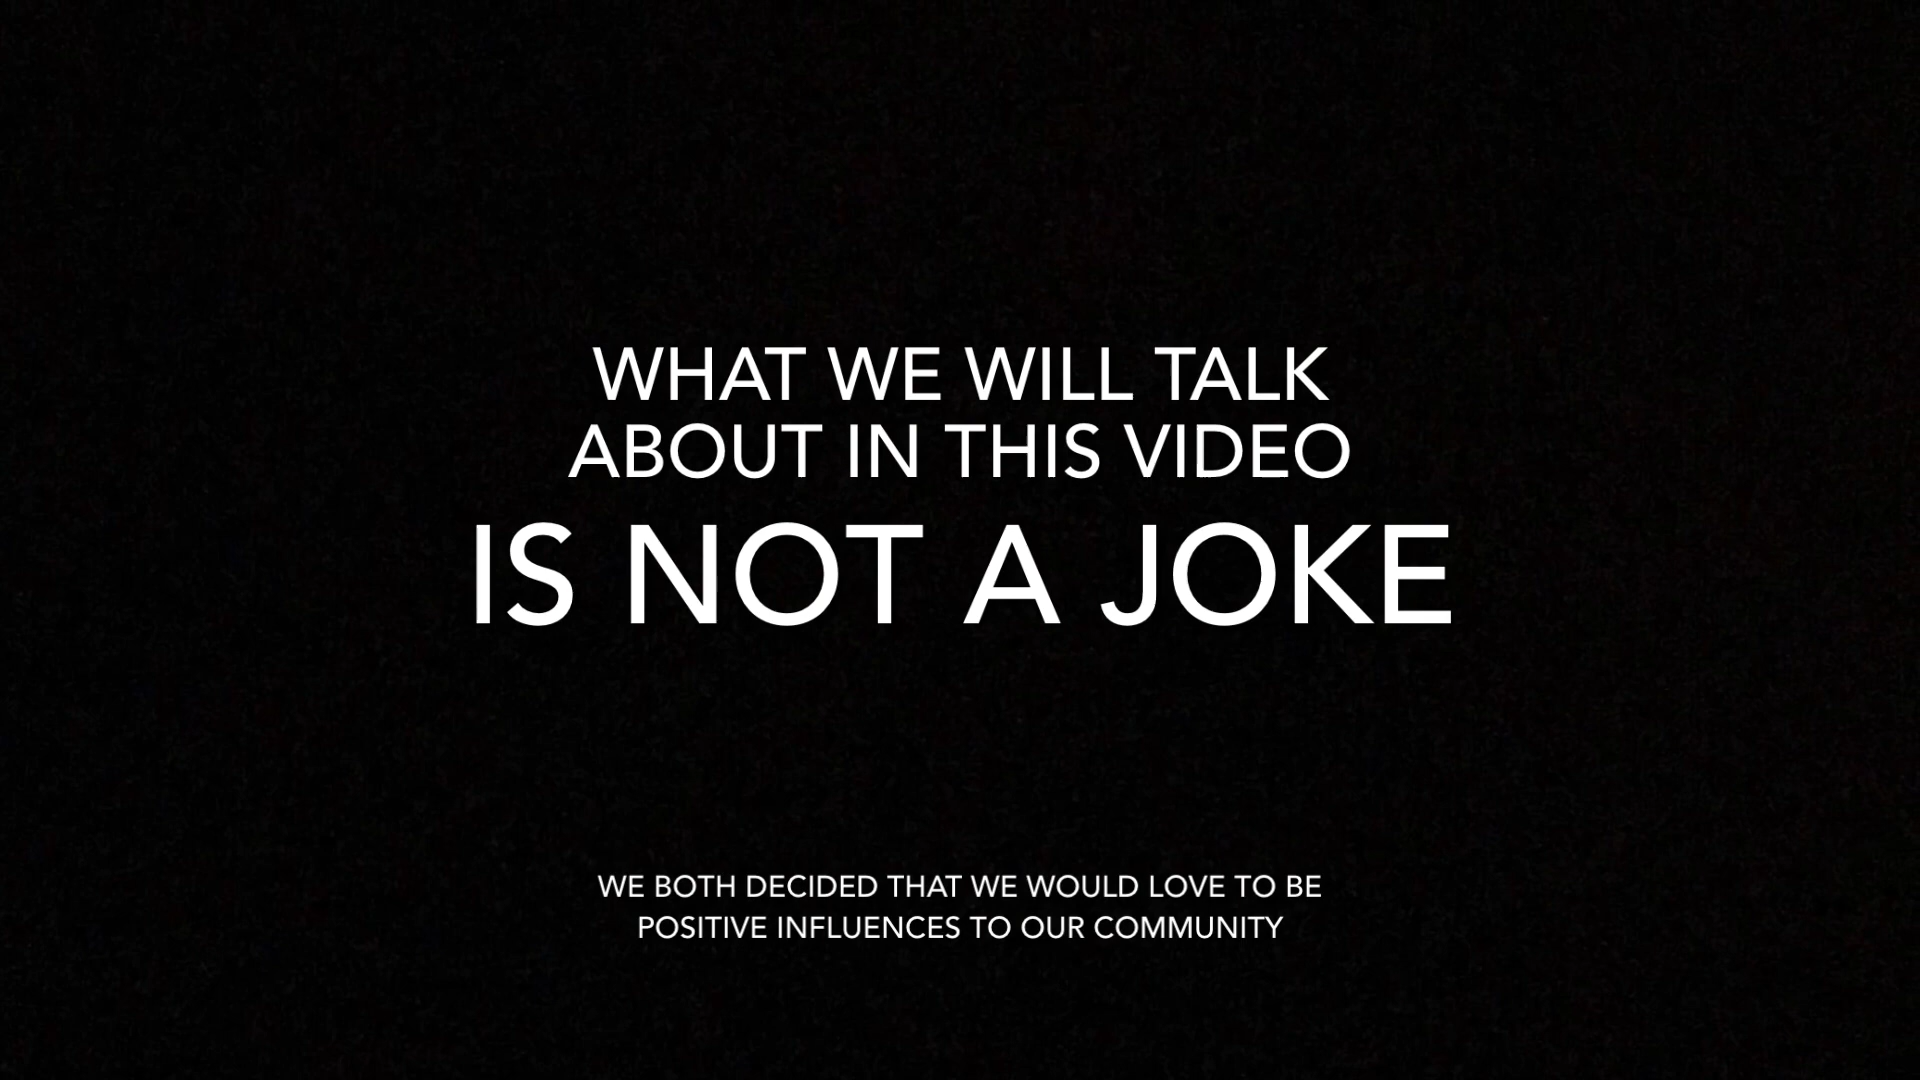 WHAT WE WILL TALK
ABOUT IN THIS VIDEO
IS NOT A JOKE
WE BOTH DECIDED THAT WE WOULD LOVE TO BE
POSITIVE INFLUENCES TO OUR COMMUNITY